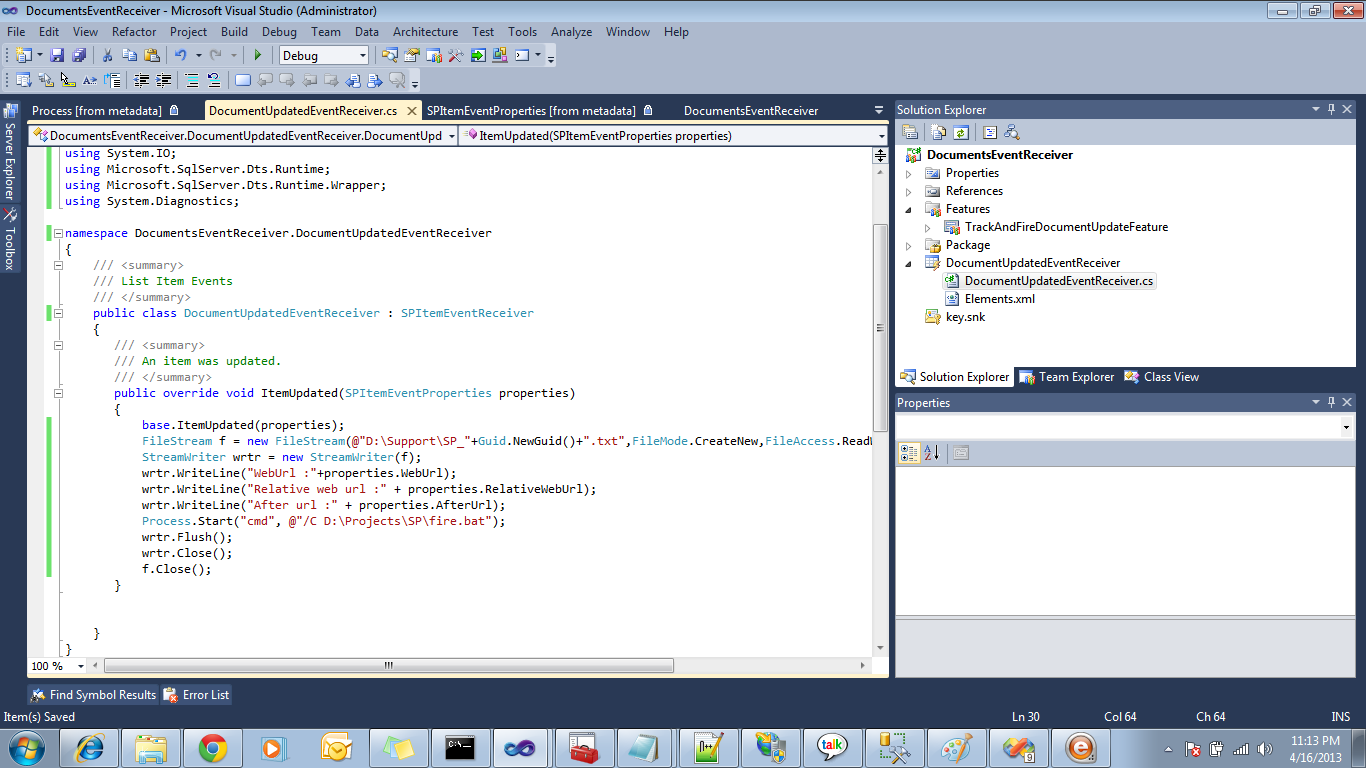 DocumentsEventReceiver - Microsoft Visual Studio (Administrator)
File Edit View Refactor Project Build Debug Team Data Architecture Test Tools Analyze Window Help
Debug
Process [from metadata] DocumentUpdatedEventReceiver.cs SPItemEventProperties [from metadata] DocumentsEventReceiver
DocumentsEventReceiver.DocumentUpdatedEventReceiver.DocumentUpd ItemUpdated(SPItemEventProperties properties)
Server Explorer
Toolbox
using System.IO;
using Microsoft.SqlServer.Dts.Runtime;
using Microsoft.SqlServer.Dts.Runtime.Wrapper;
using System.Diagnostics;
namespace DocumentsEventReceiver.DocumentUpdatedEventReceiver
{
/// <summary>
/// List Item Events
/// </summary>
public class DocumentUpdatedEventReceiver : SPItemEventReceiver
{
/// <summary>
/// An item was updated.
/// </summary>
public override void ItemUpdated(SPItemEventProperties properties)
{
base.ItemUpdated(properties);
FileStream f = new FileStream(@"D:\Support\SP_"+Guid.NewGuid()+".txt",FileMode.CreateNew,FileAccess.ReadW
StreamWriter wrtr = new StreamWriter(f);
wrtr.WriteLine("WebUrl :"+properties.WebUrl);
wrtr.WriteLine("Relative web url :" + properties.RelativeWebUrl);
wrtr.WriteLine("After url :" + properties.AfterUrl);
Process.Start("cmd", @"/C D:\Projects\SP\fire.bat");
wrtr.Flush();
wrtr.Close();
f.Close();
}
}
}
100 %
Solution Explorer
DocumentsEventReceiver
Properties
References
Features
TrackAndFireDocumentUpdateFeature
Package
DocumentUpdatedEventReceiver
DocumentUpdatedEventReceiver.cs
Elements.xml
key.snk
Solution Explorer Team Explorer Class View
Properties
Find Symbol Results Error List
Item(s) Saved Ln 30 Col 64 Ch 64 INS
talk
9
11:13 PM
4/16/2013